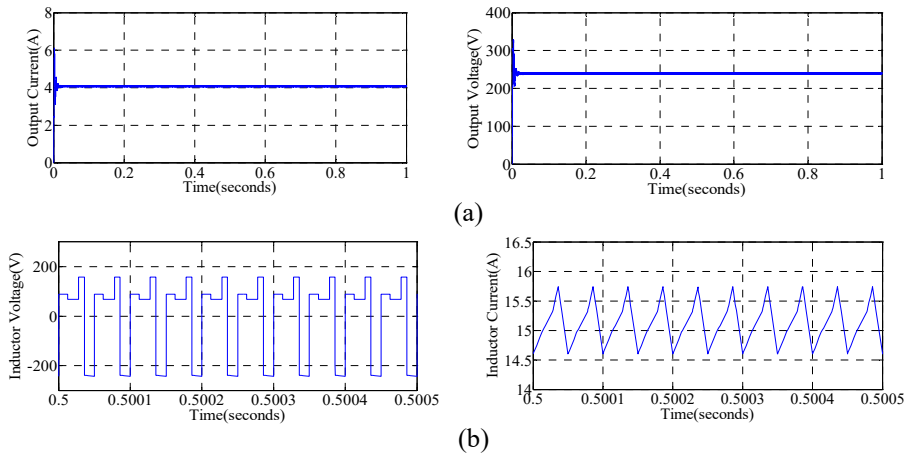 Output Current(A)
8
6
4
2
0
0 0.2 0.4 0.6 0.8 1
Time(seconds)
Output Voltage(V)
400
300
200
100
0
0 0.2 0.4 0.6 0.8 1
Time(seconds)
(a)
Inductor Voltage(V)
200
0
-200
0.5 0.5001 0.5002 0.5003 0.5004 0.5005
Time(seconds)
Inductor Current(A)
16.5
16
15.5
15
14.5
14
0.5 0.5001 0.5002 0.5003 0.5004 0.5005
Time(seconds)
(b)